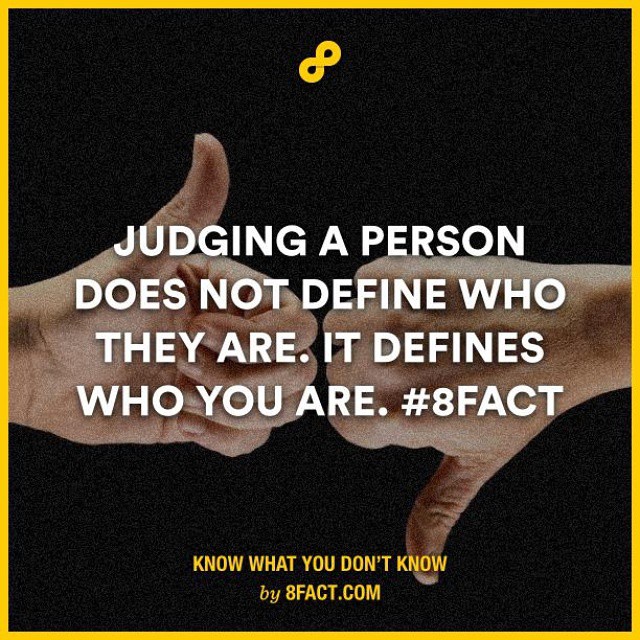 JUDGING A PERSON
DOES NOT DEFINE WHO
THEY ARE. IT DEFINES
WHO YOU ARE. #8FACT
KNOW WHAT YOU DON'T KNOW
by 8FACT.COM